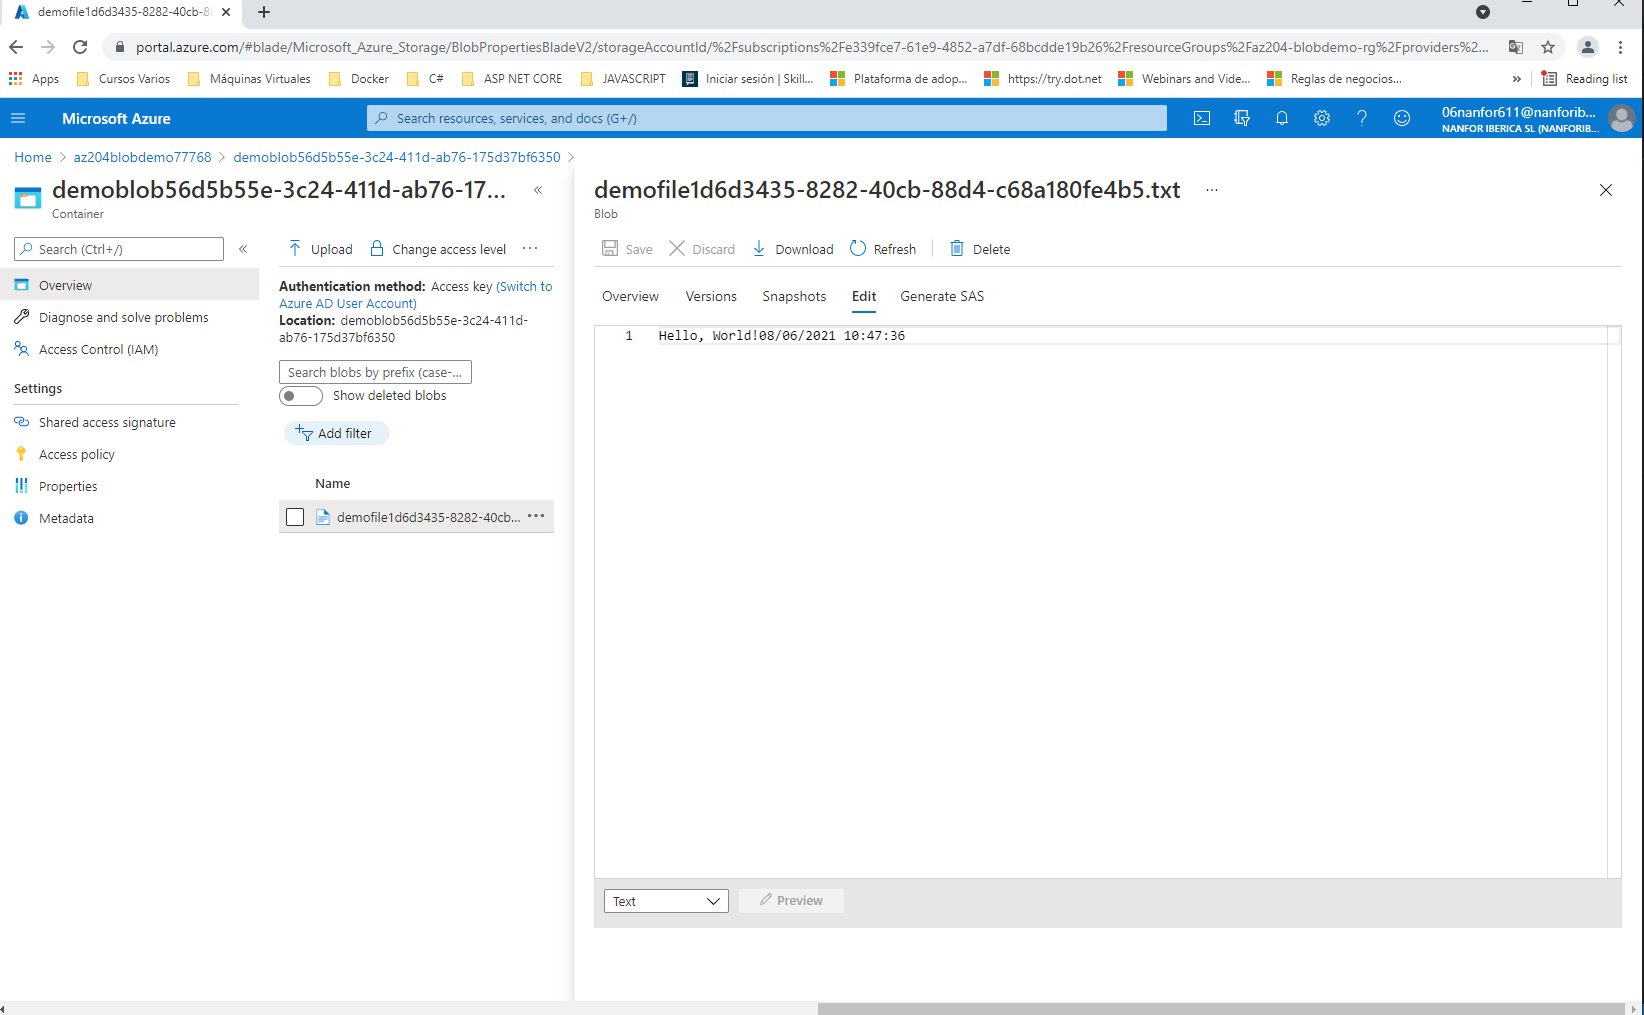 demofile1d6d3435-8282-40cb-88
portal.azure.com/#blade/Microsoft_Azure_Storage/BlobPropertiesBladeV2/storageAccountId/%2Fsubscriptions%2Fe339fce7-61e9-4852-a7df-68bcdde19b26%2FresourceGroups%2Faz204-blobdemo-rg%2Fproviders%2...
Apps Cursos Varios Máquinas Virtuales Docker C# ASP NET CORE JAVASCRIPT Iniciar sesión | Skill... Plataforma de adop... https://try.dot.net Webinars and Vide... Reglas de negocios... » Reading list
Microsoft Azure
Search resources, services, and docs (G+/)
06nanfor611@nanforib...
NANFOR IBERICA SL (NANFORIB...
Home > az204blobdemo77768 > demoblob56d5b55e-3c24-411d-ab76-175d37bf6350 >
demoblob56d5b55e-3c24-411d-ab76-17... «
Container
Search (Ctrl+/) «
Overview
Diagnose and solve problems
Access Control (IAM)
Settings
Shared access signature
Access policy
Properties
Metadata
Upload Change access level ...
Authentication method: Access key (Switch to
Azure AD User Account)
Location: demoblob56d5b55e-3c24-411d-
ab76-175d37bf6350
Search blobs by prefix (case-...
Show deleted blobs
Add filter
Name
demofile1d6d3435-8282-40cb... ...
demofile1d6d3435-8282-40cb-88d4-c68a180fe4b5.txt ...
Blob
Save Discard Download Refresh Delete
Overview Versions Snapshots Edit Generate SAS
1 Hello, World!08/06/2021 10:47:36
Text Preview